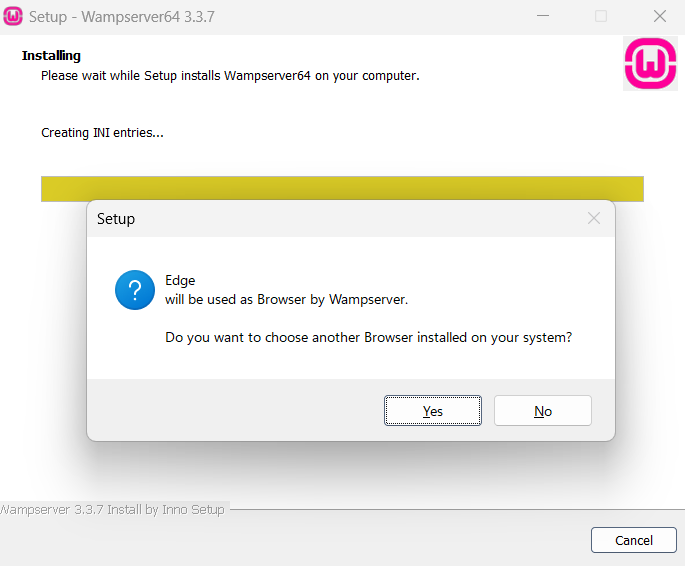 Setup - Wampserver64 3.3.7
Installing
Please wait while Setup installs Wampserver64 on your computer.
Creating INI entries...
Setup
Edge
will be used as Browser by Wampserver.
Do you want to choose another Browser installed on your system?
Yes
No
Wampserver 3.3.7 Install by Inno Setup
Cancel